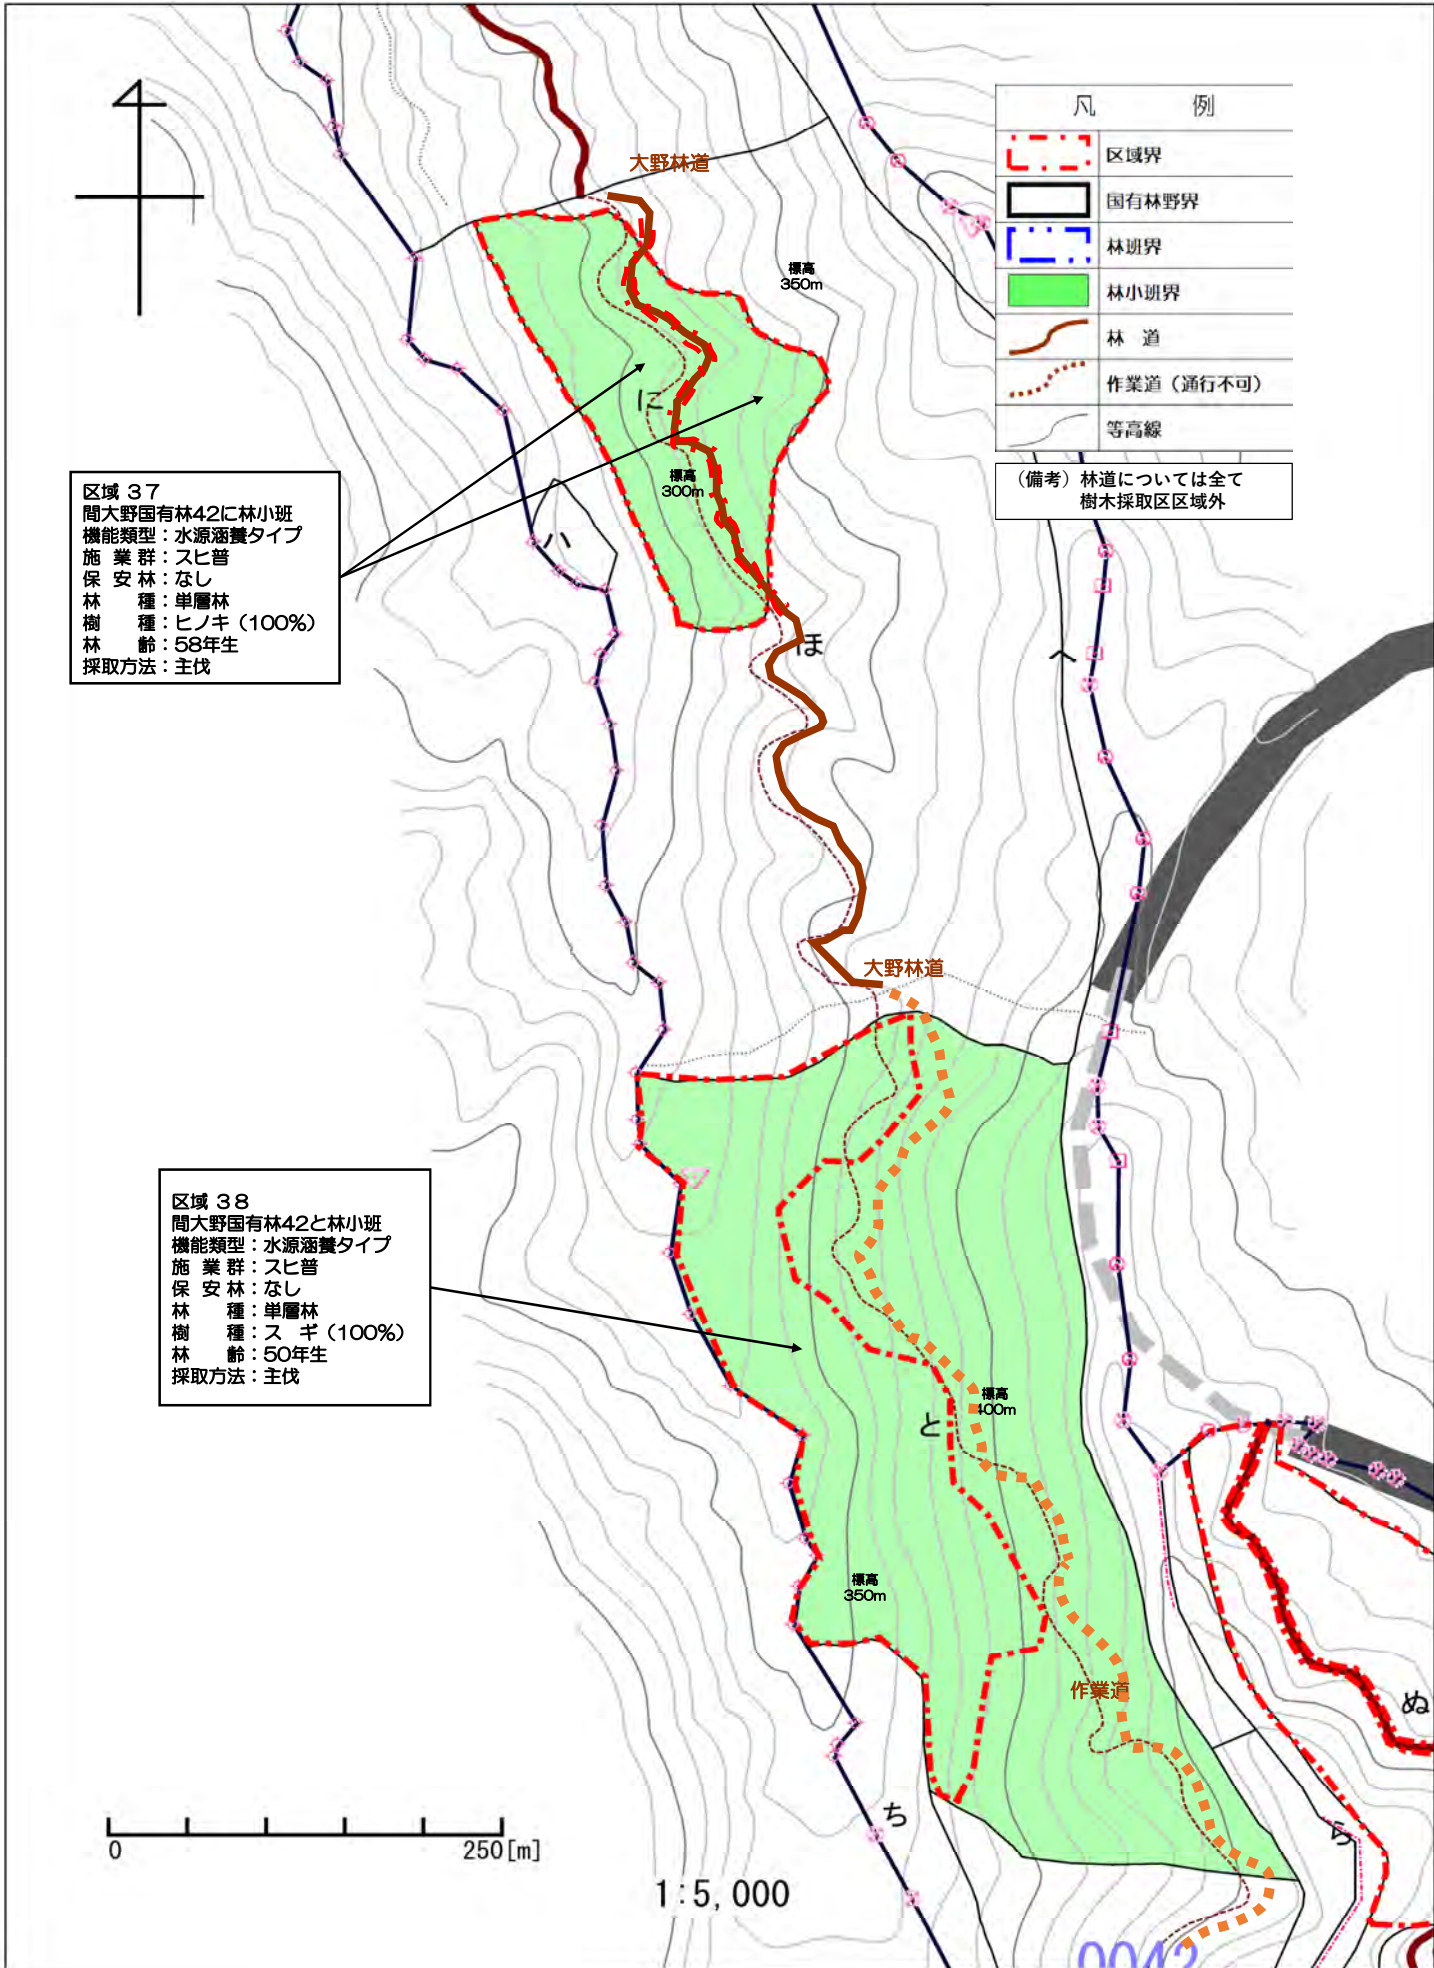 大野林道
凡 例
区域界
国有林野界
林班界
林小班界
林 道
作業道（通行不可）
等高線
（備考）林道については全て
樹木採取区区域外
標高
350m
に
標高
300m
区域 37
間大野国有林42に林小班
機能類型：水源涵養タイプ
施 業 群：スヒ普
保 安 林：なし
林 種：単層林
樹 種：ヒノキ（100%）
林 齢：58年生
採取方法：主伐
ハ
ほ
へ
大野林道
区域 38
間大野国有林42と林小班
機能類型：水源涵養タイプ
施 業 群：スヒ普
保 安 林：なし
林 種：単層林
樹 種：ス ギ（100%）
林 齢：50年生
採取方法：主伐
標高
400m
と
標高
350m
作業道
ぬ
ち
ら
0 250[m]
1:5,000
0042